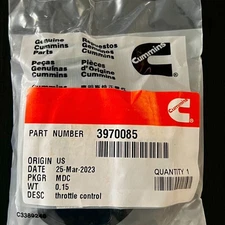 Genuine
Cummins
Parts
Repuestos
Genuinos
Cummins
Peças
Genuínas
Cummins
Pièces
d'Origine
Cummins
Cummins
PART NUMBER 3970085
ORIGIN US
DATE 25-Mar-2023
PKGR MDC
WT 0.15
DESC throttle control
QUANTITY 1